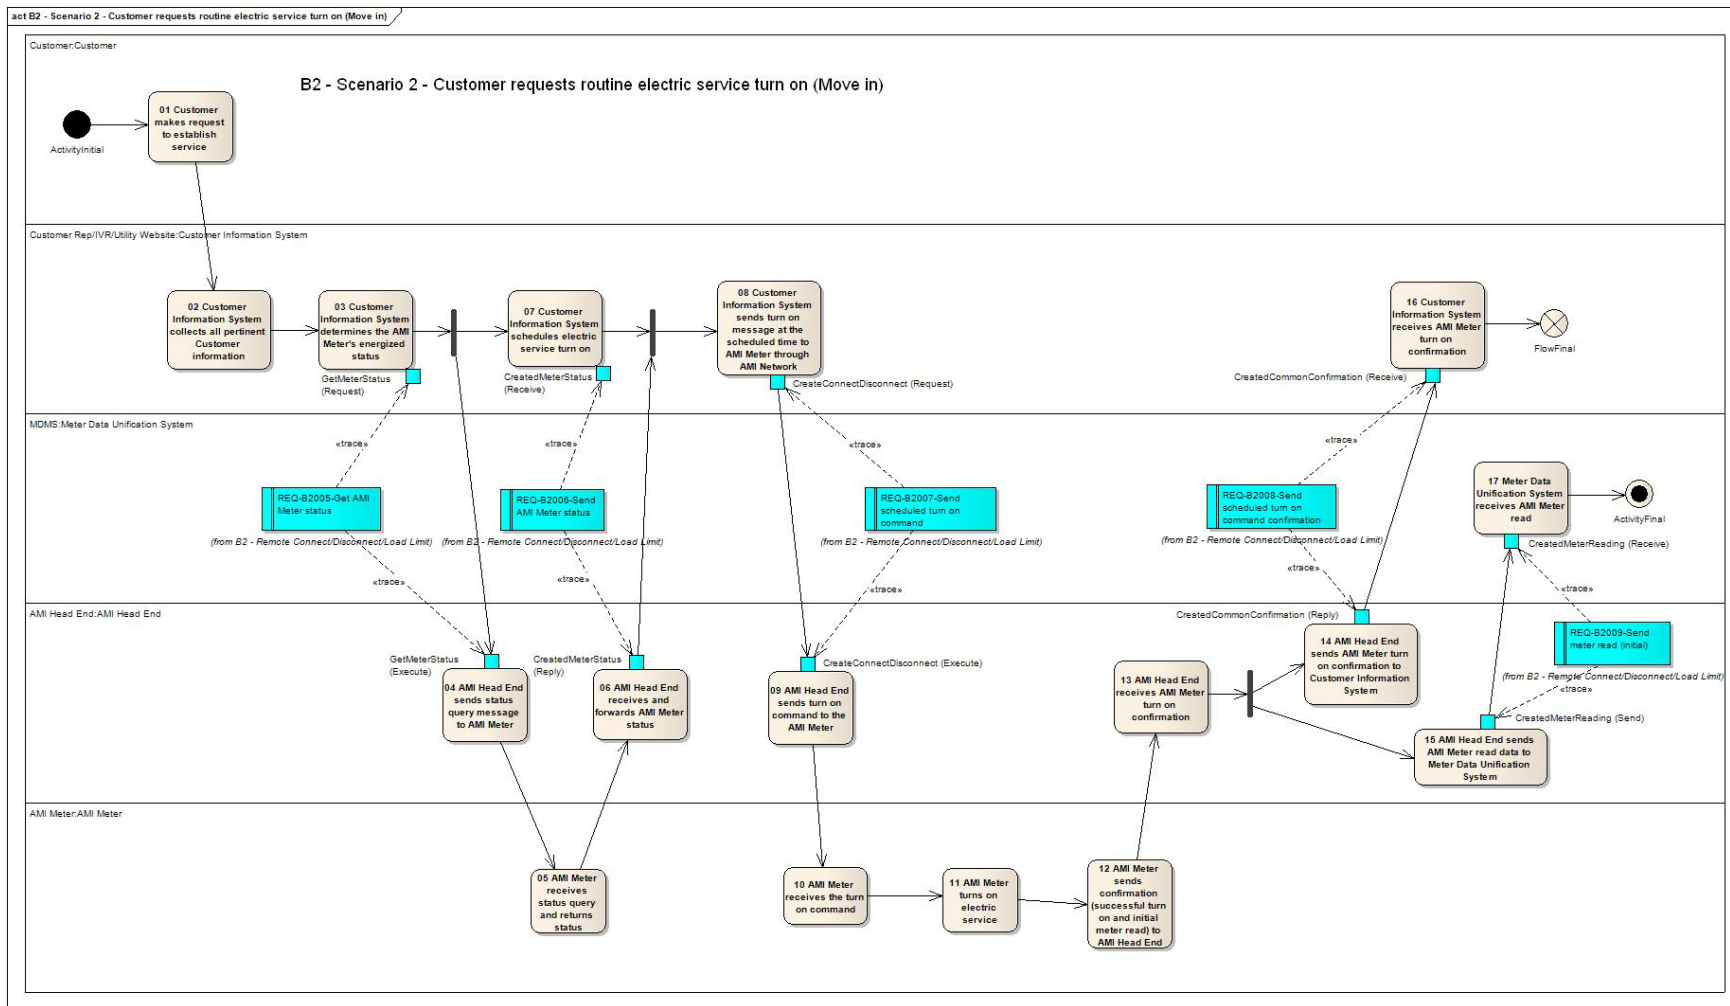 act B2 - Scenario 2 - Customer requests routine electric service turn on (Move in)
Customer:Customer
B2 - Scenario 2 - Customer requests routine electric service turn on (Move in)
01 Customer
makes request
to establish
service
ActivityInitial
Customer Rep/IVR/Utility Website:Customer Information System
02 Customer
Information System
collects all pertinent
Customer
information
03 Customer
Information System
determines the AMI
Meter's energized
status
GetMeterStatus
(Request)
07 Customer
Information System
schedules electric
service turn on
CreatedMeterStatus
(Receive)
08 Customer
Information System
sends turn on
message at the
scheduled time to
AMI Meter through
AMI Network
CreateConnectDisconnect (Request)
16 Customer
Information System
receives AMI Meter
turn on
confirmation
CreatedCommonConfirmation (Receive)
FlowFinal
MDMS:Meter Data Unification System
«trace»
«trace»
«trace»
«trace»
REQ-B2005-Get AMI
Meter status
(from B2 - Remote Connect/Disconnect/Load Limit)
REQ-B2006-Send
AMI Meter status
(from B2 - Remote Connect/Disconnect/Load Limit)
REQ-B2007-Send
scheduled turn on
command
(from B2 - Remote Connect/Disconnect/Load Limit)
REQ-B2008-Send
scheduled turn on
command confirmation
(from B2 - Remote Connect/Disconnect/Load Limit)
17 Meter Data
Unification System
receives AMI Meter
read
ActivityFinal
CreatedMeterReading (Receive)
«trace»
«trace»
«trace»
«trace»
AMI Head End:AMI Head End
GetMeterStatus
(Execute)
04 AMI Head End
sends status
query message
to AMI Meter
CreatedMeterStatus
(Reply)
06 AMI Head End
receives and
forwards AMI Meter
status
CreateConnectDisconnect (Execute)
09 AMI Head End
sends turn on
command to the
AMI Meter
13 AMI Head End
receives AMI Meter
turn on
confirmation
CreatedCommonConfirmation (Reply)
14 AMI Head End
sends AMI Meter turn
on confirmation to
Customer Information
System
REQ-B2009-Send
meter read (initial)
(from B2 - Remote Connect/Disconnect/Load Limit)
«trace»
CreatedMeterReading (Send)
15 AMI Head End sends
AMI Meter read data to
Meter Data Unification
System
AMI Meter:AMI Meter
05 AMI Meter
receives
status query
and returns
status
10 AMI Meter
receives the turn
on command
11 AMI Meter
turns on
electric
service
12 AMI Meter
sends
confirmation
(successful turn
on and initial
meter read) to
AMI Head End